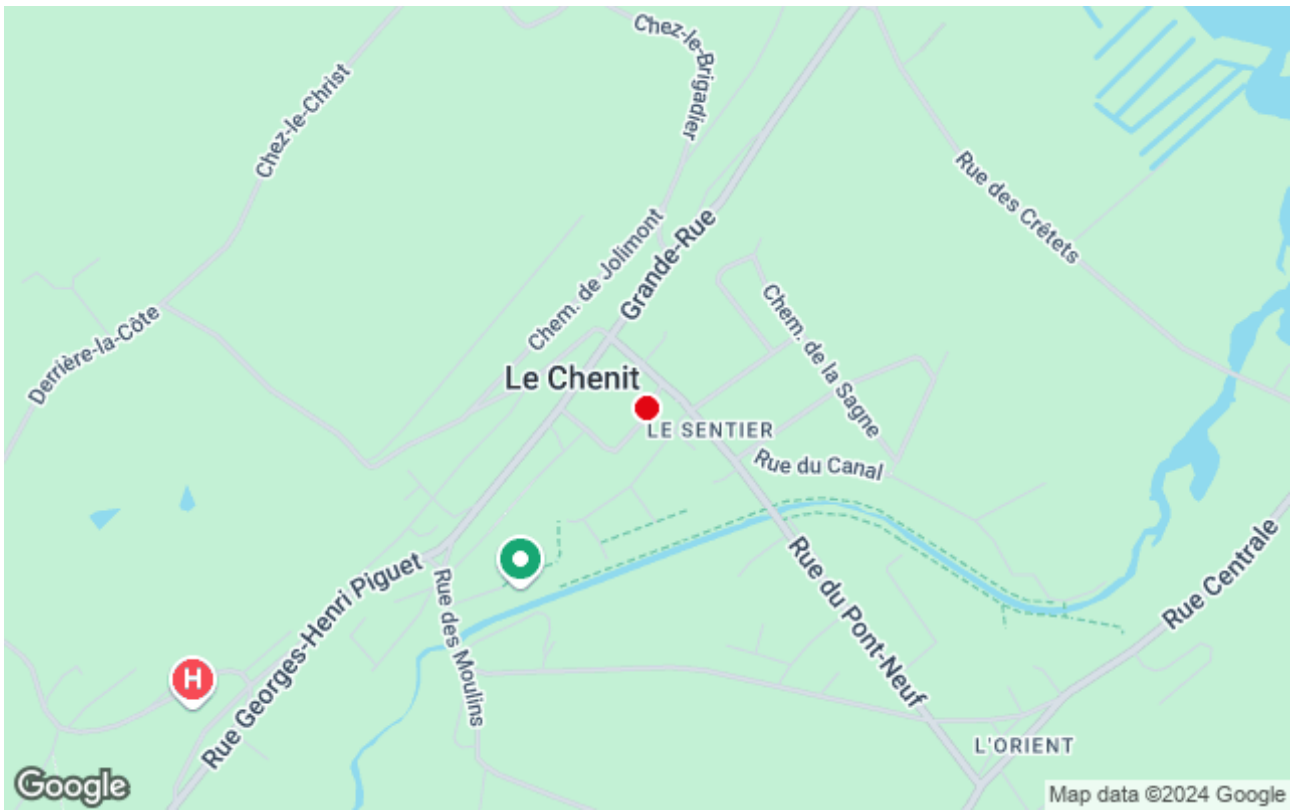 Chez-le-Brigadier
Chez-le-Christ
Rue des Crêtets
Chem. de Jolimont
Grande-Rue
Derrière-la-Côte
Chem. de la Sagne
Le Chenit
LE SENTIER
Rue du Canal
Rue Centrale
Rue du Pont-Neuf
Rue Georges-Henri Piguet
Rue des Moulins
H
L'ORIENT
Google
Map data ©2024 Google